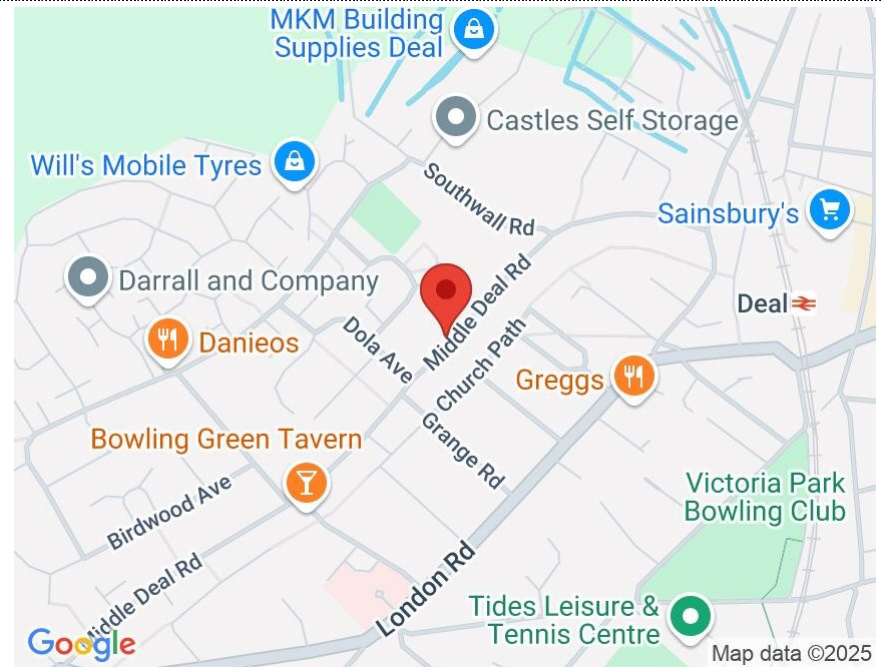 MKM Building
Supplies Deal
Castles Self Storage
Will's Mobile Tyres
Southwall Rd
Sainsbury's
Darrall and Company
Middle Deal Rd
Deal
Danieos
Dola Ave
Church Path
Greggs
Bowling Green Tavern
Grange Rd
Birdwood Ave
Victoria Park
Bowling Club
London Rd
Middle Deal Rd
Tides Leisure &
Tennis Centre
Google
Map data ©2025